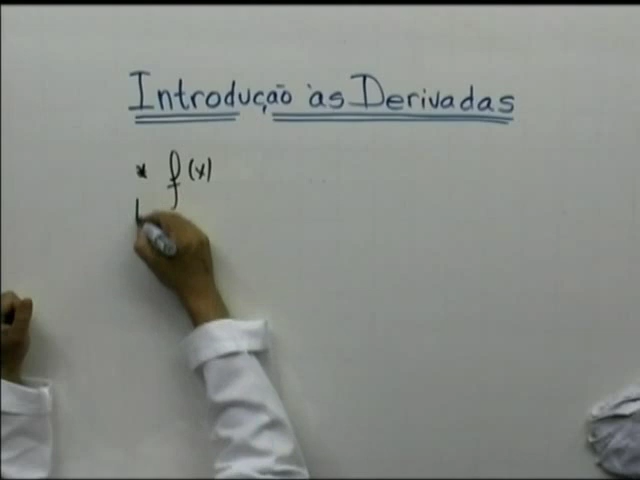 Introdução às Derivadas
* f(x)